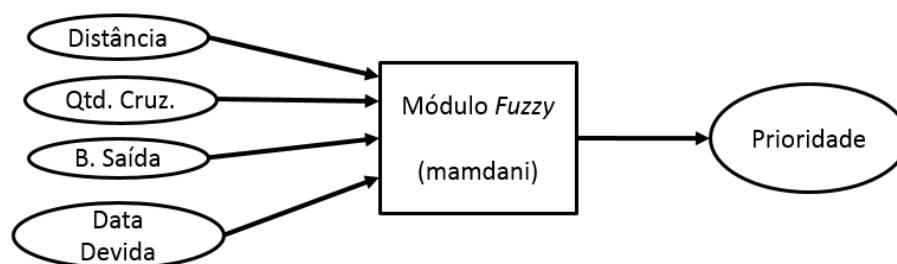 Distância
Qtd. Cruz.
B. Saída
Data
Devida
Módulo Fuzzy
(mamdani)
Prioridade